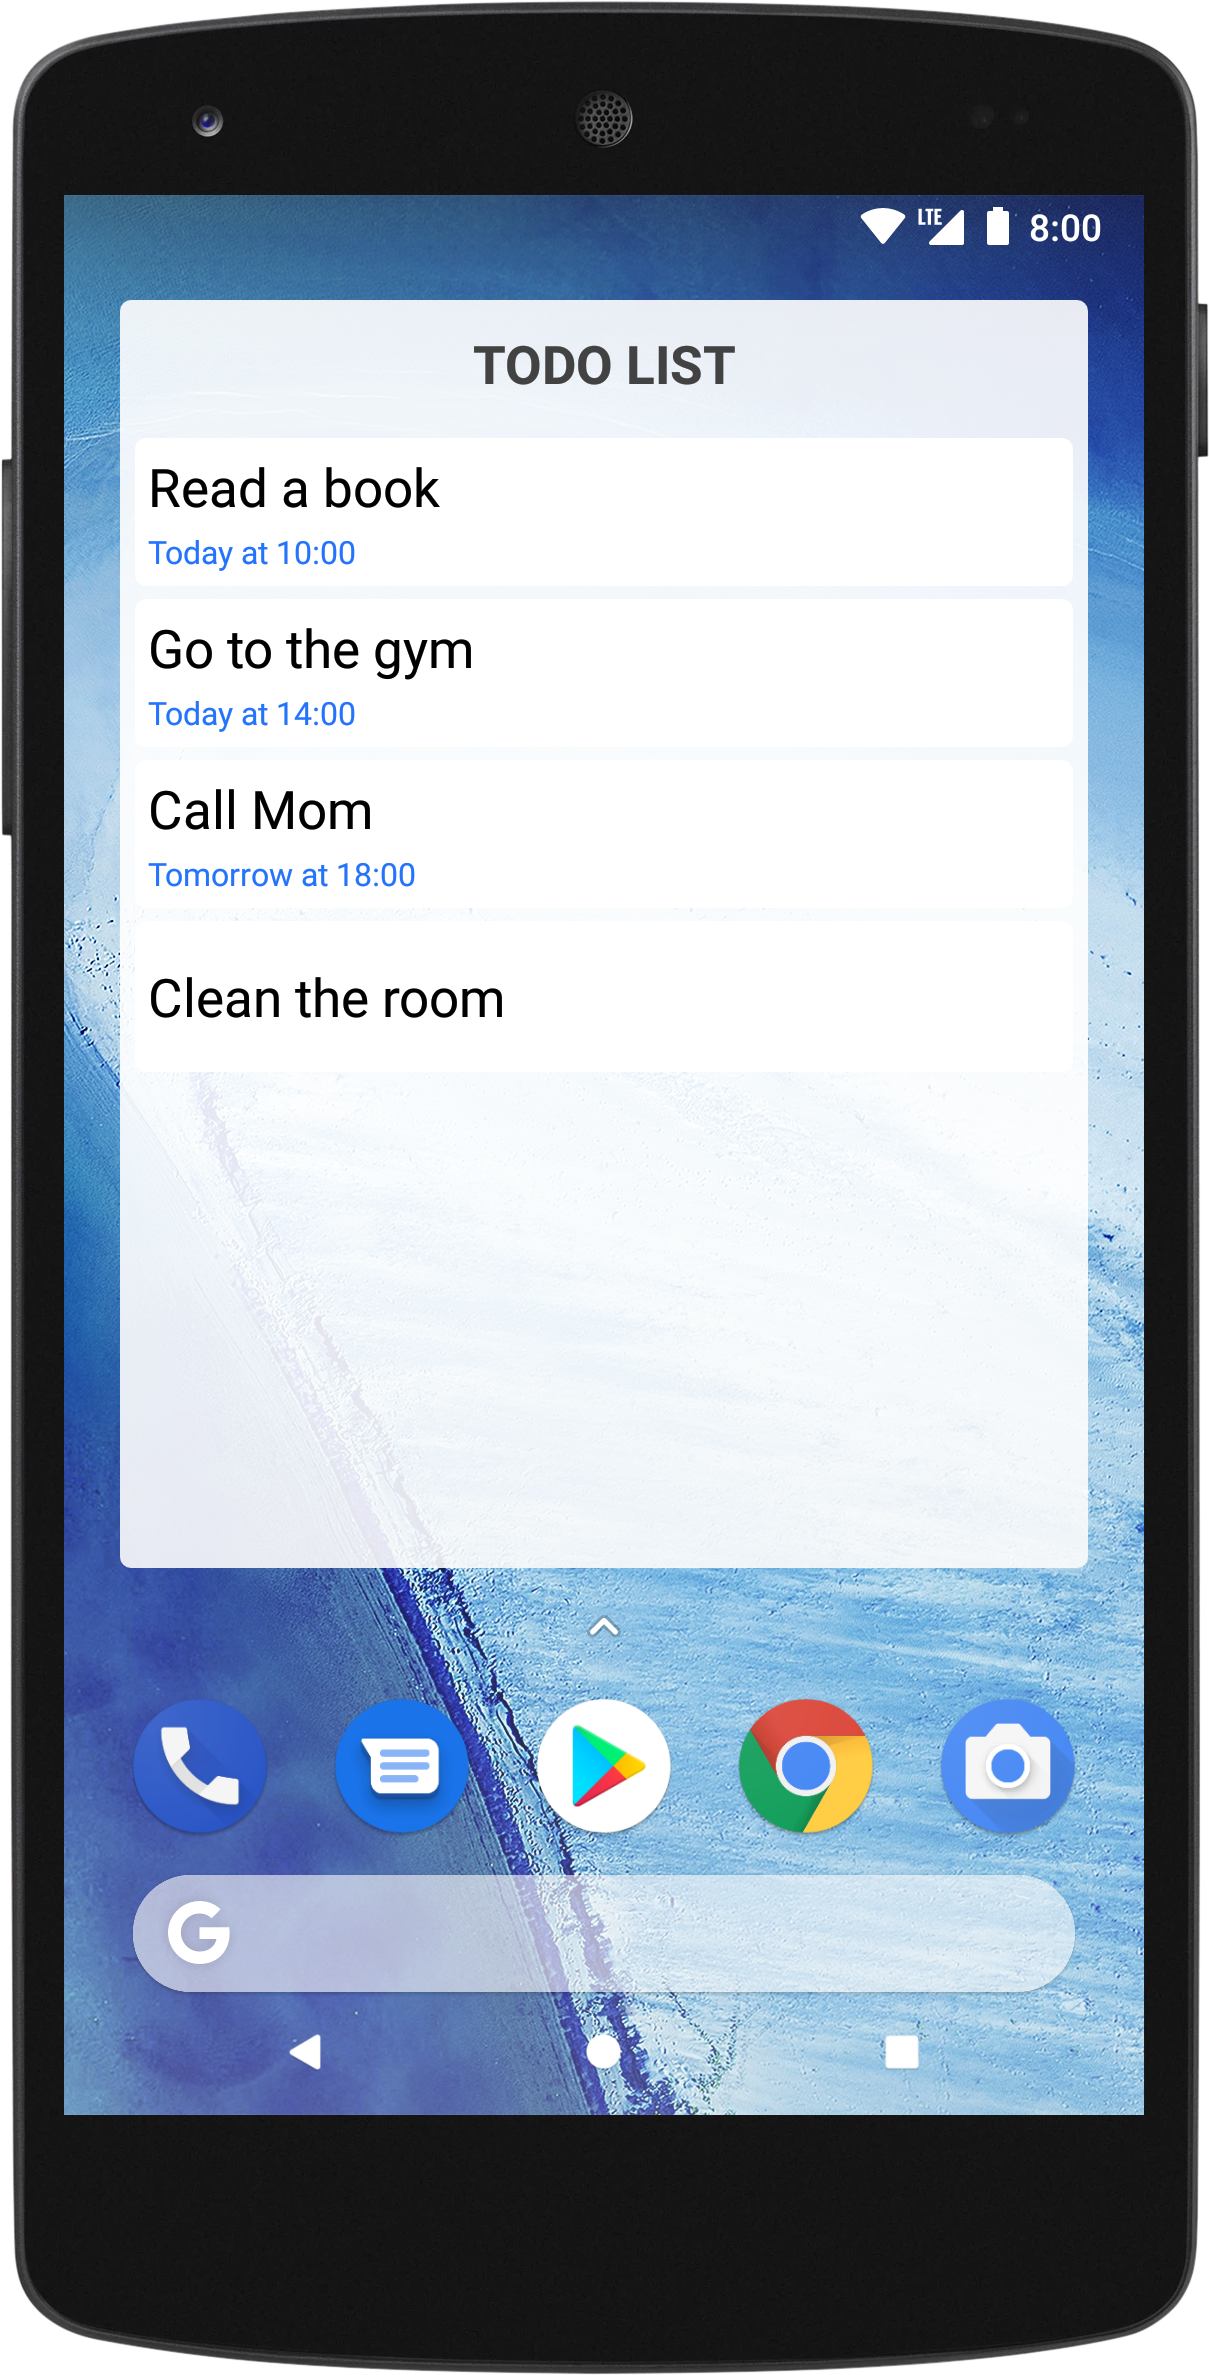 LTE 8:00
TODO LIST
Read a book
Today at 10:00
Go to the gym
Today at 14:00
Call Mom
Tomorrow at 18:00
Clean the room
G